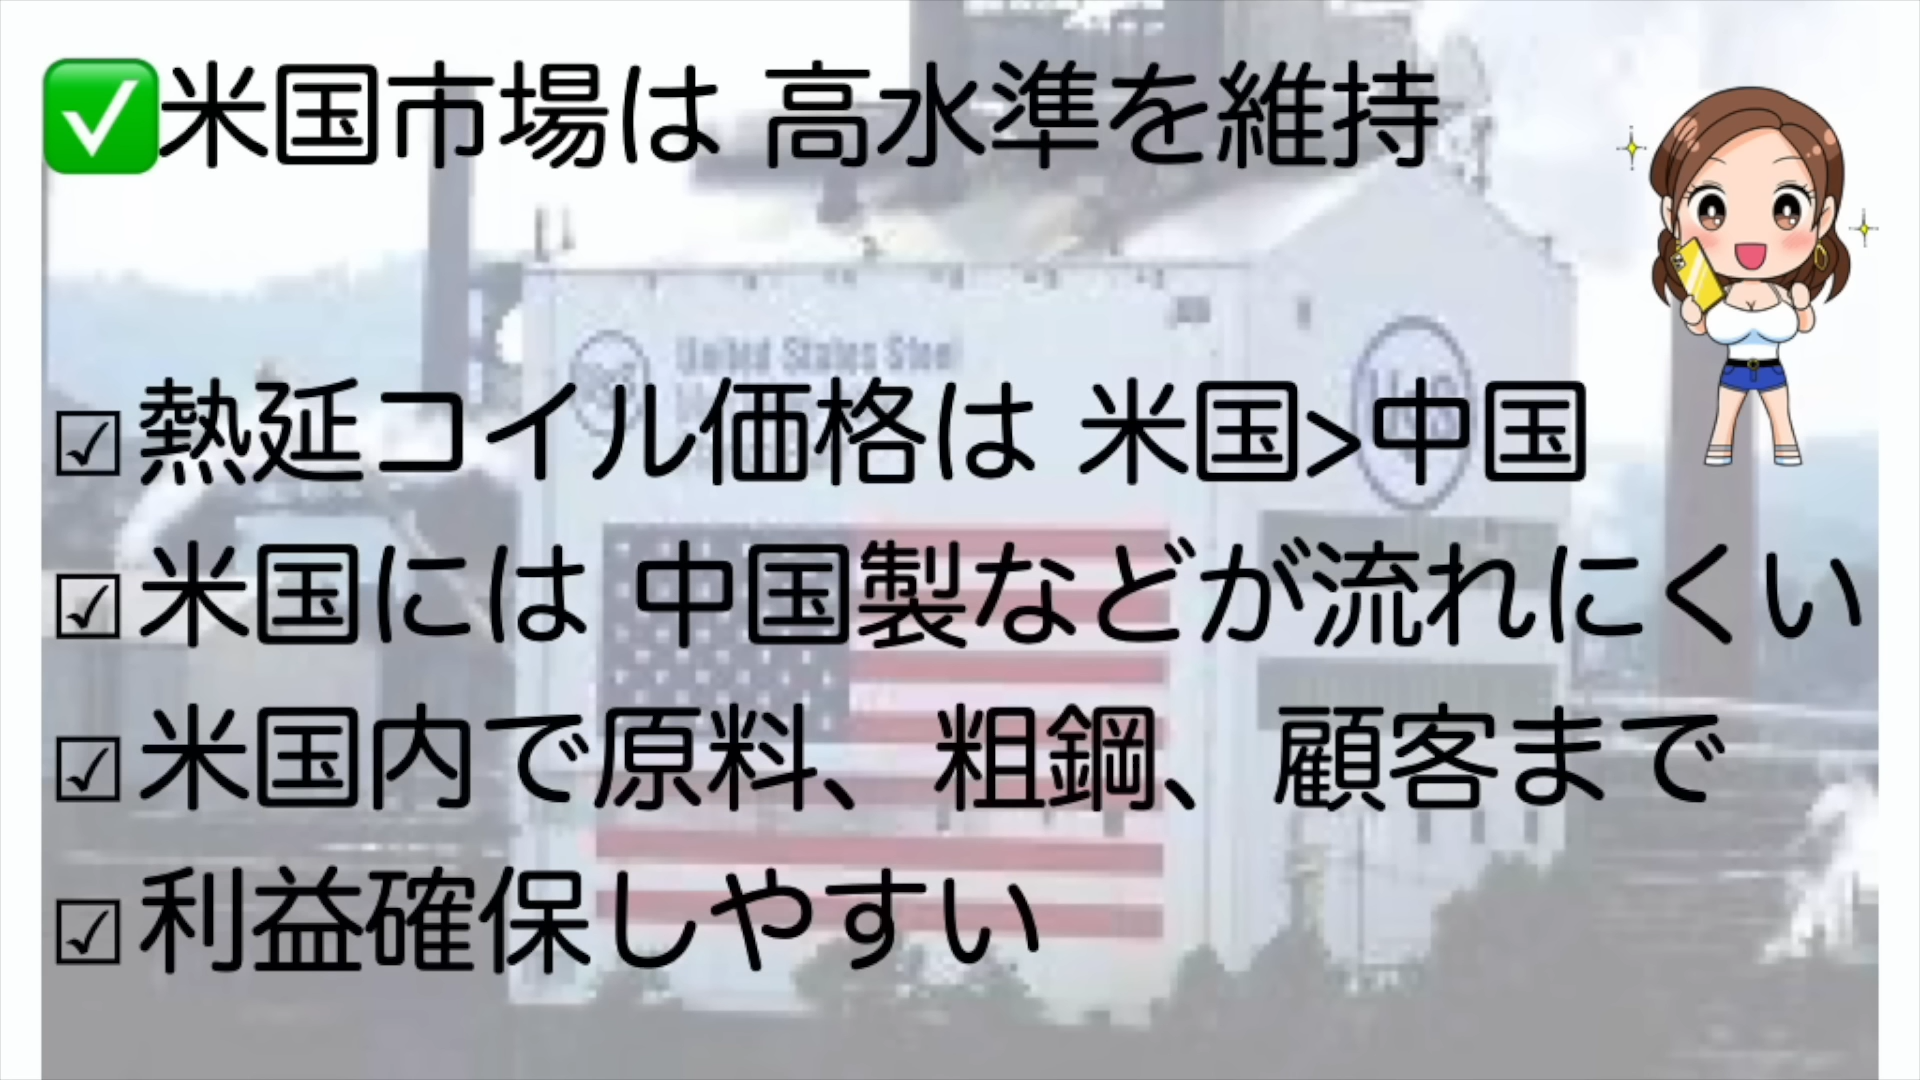 ✅米国市場は 高水準を維持
United States Steel
☑熱延コイル価格は 米国>中国
☑米国には 中国製などが流れにくい
☑米国内で原料、粗鋼、顧客まで
☑利益確保しやすい